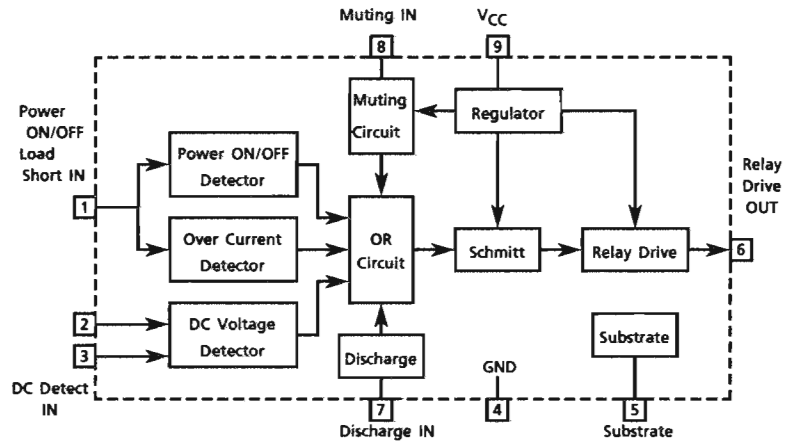 Muting IN
V_CC
8
9
Power
ON/OFF
Load
Short IN
Muting
Circuit
Regulator
Power ON/OFF
Detector
1
Relay
Drive
OUT
Over Current
Detector
OR
Circuit
Schmitt
Relay Drive
6
2
3
DC Voltage
Detector
Discharge
Substrate
GND
DC Detect
IN
7
4
5
Discharge IN
Substrate